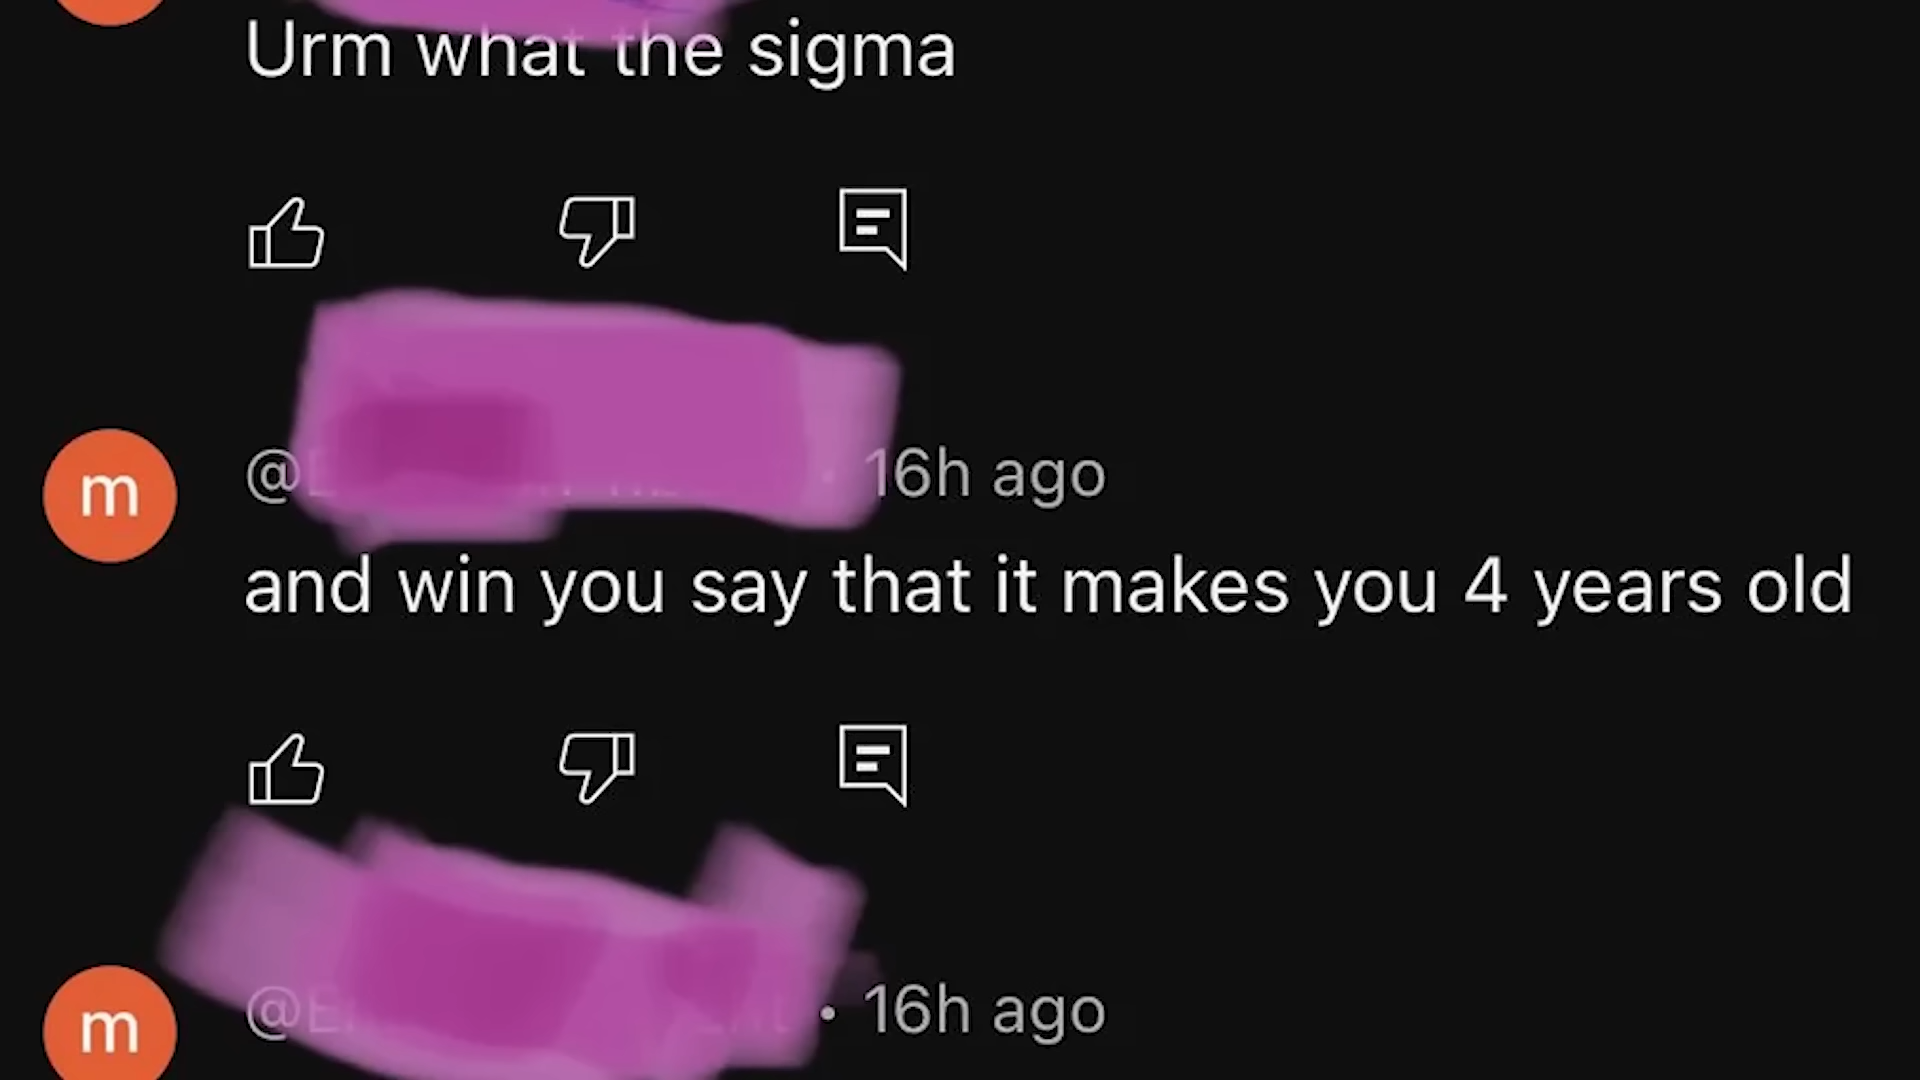 Urm what the sigma
m
16h ago
and win you say that it makes you 4 years old
m
• 16h ago